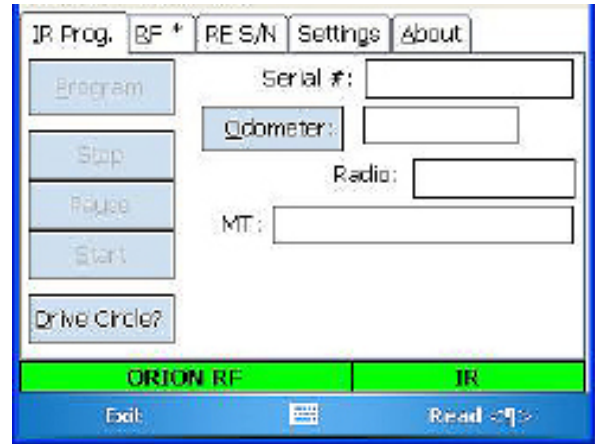 IR Prog. RF * RE S/N Settings About
Program
Serial #:
Odometer:
Stop
Radio:
Pause
MT:
Start
Drive Circle?
ORION RF IR
Exit Read <¶>